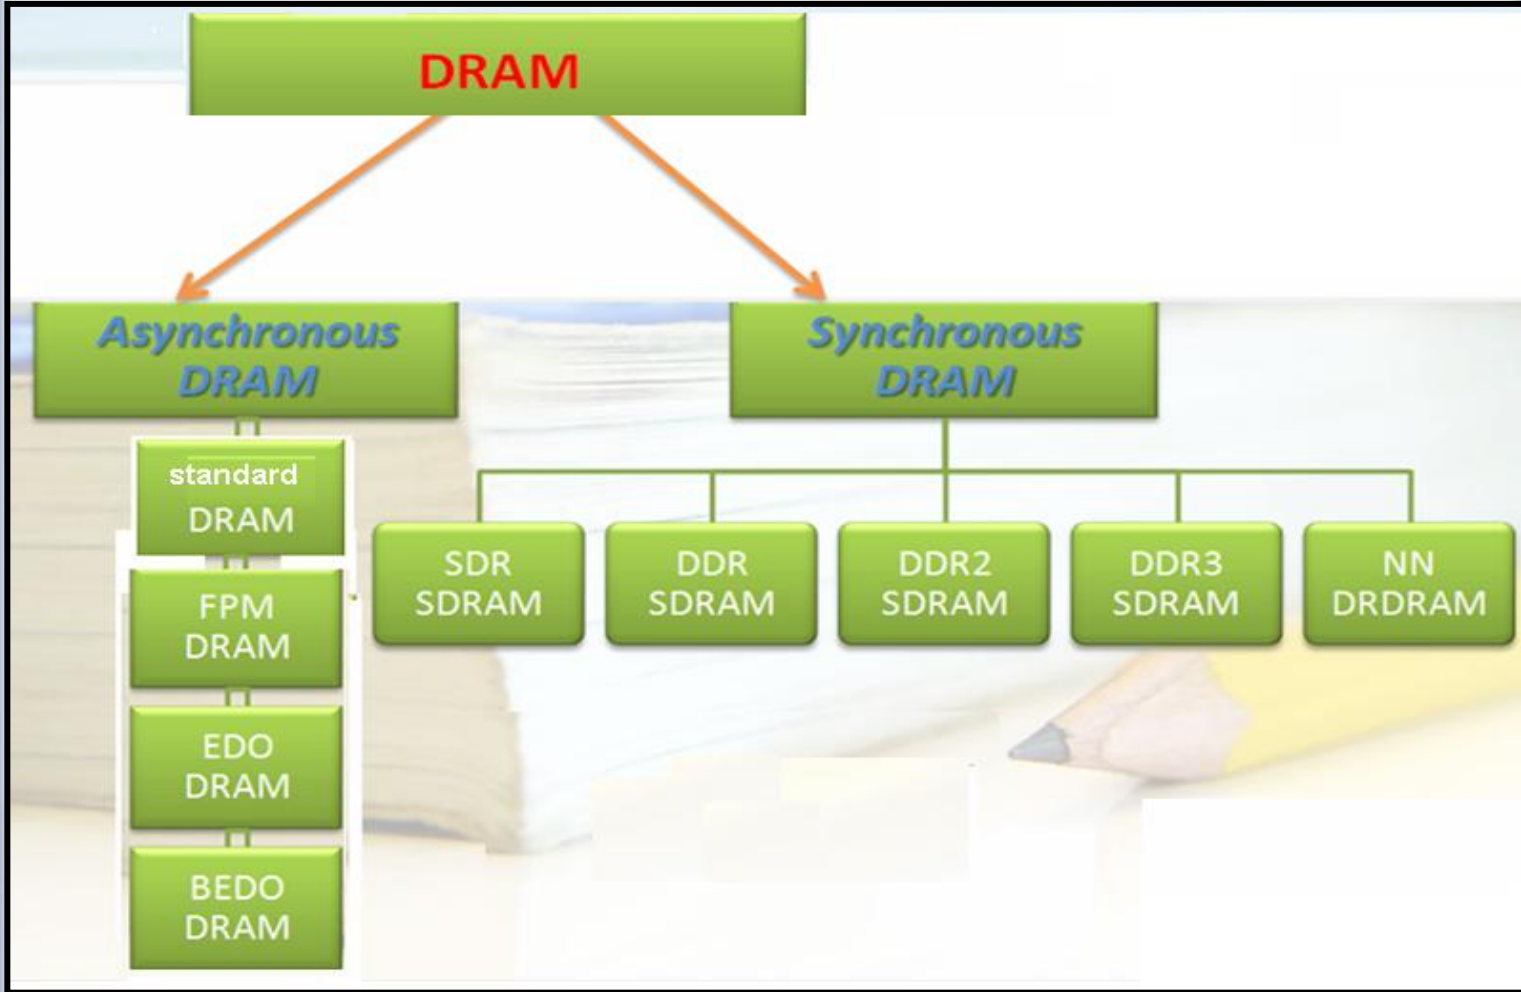 DRAM
Asynchronous
DRAM
Synchronous
DRAM
standard
DRAM
FPM
DRAM
EDO
DRAM
BEDO
DRAM
SDR
SDRAM
DDR
SDRAM
DDR2
SDRAM
DDR3
SDRAM
NN
DRDRAM